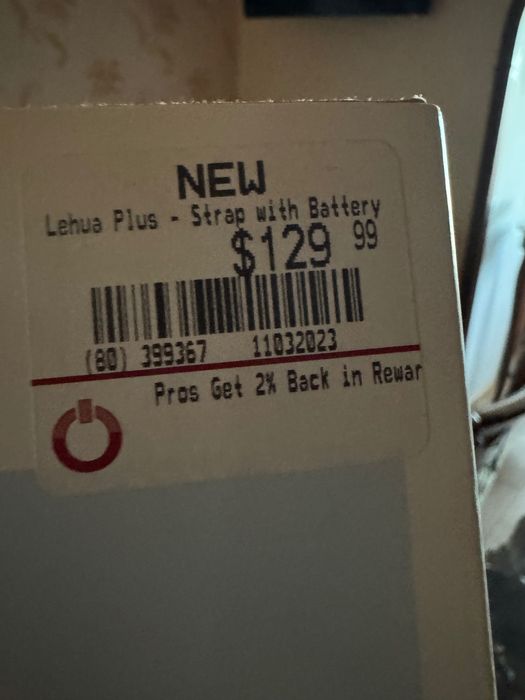 NEW
Lehua Plus - Strap with Battery
$129 99
(80) 399367 11032023
Pros Get 2% Back in Rewar